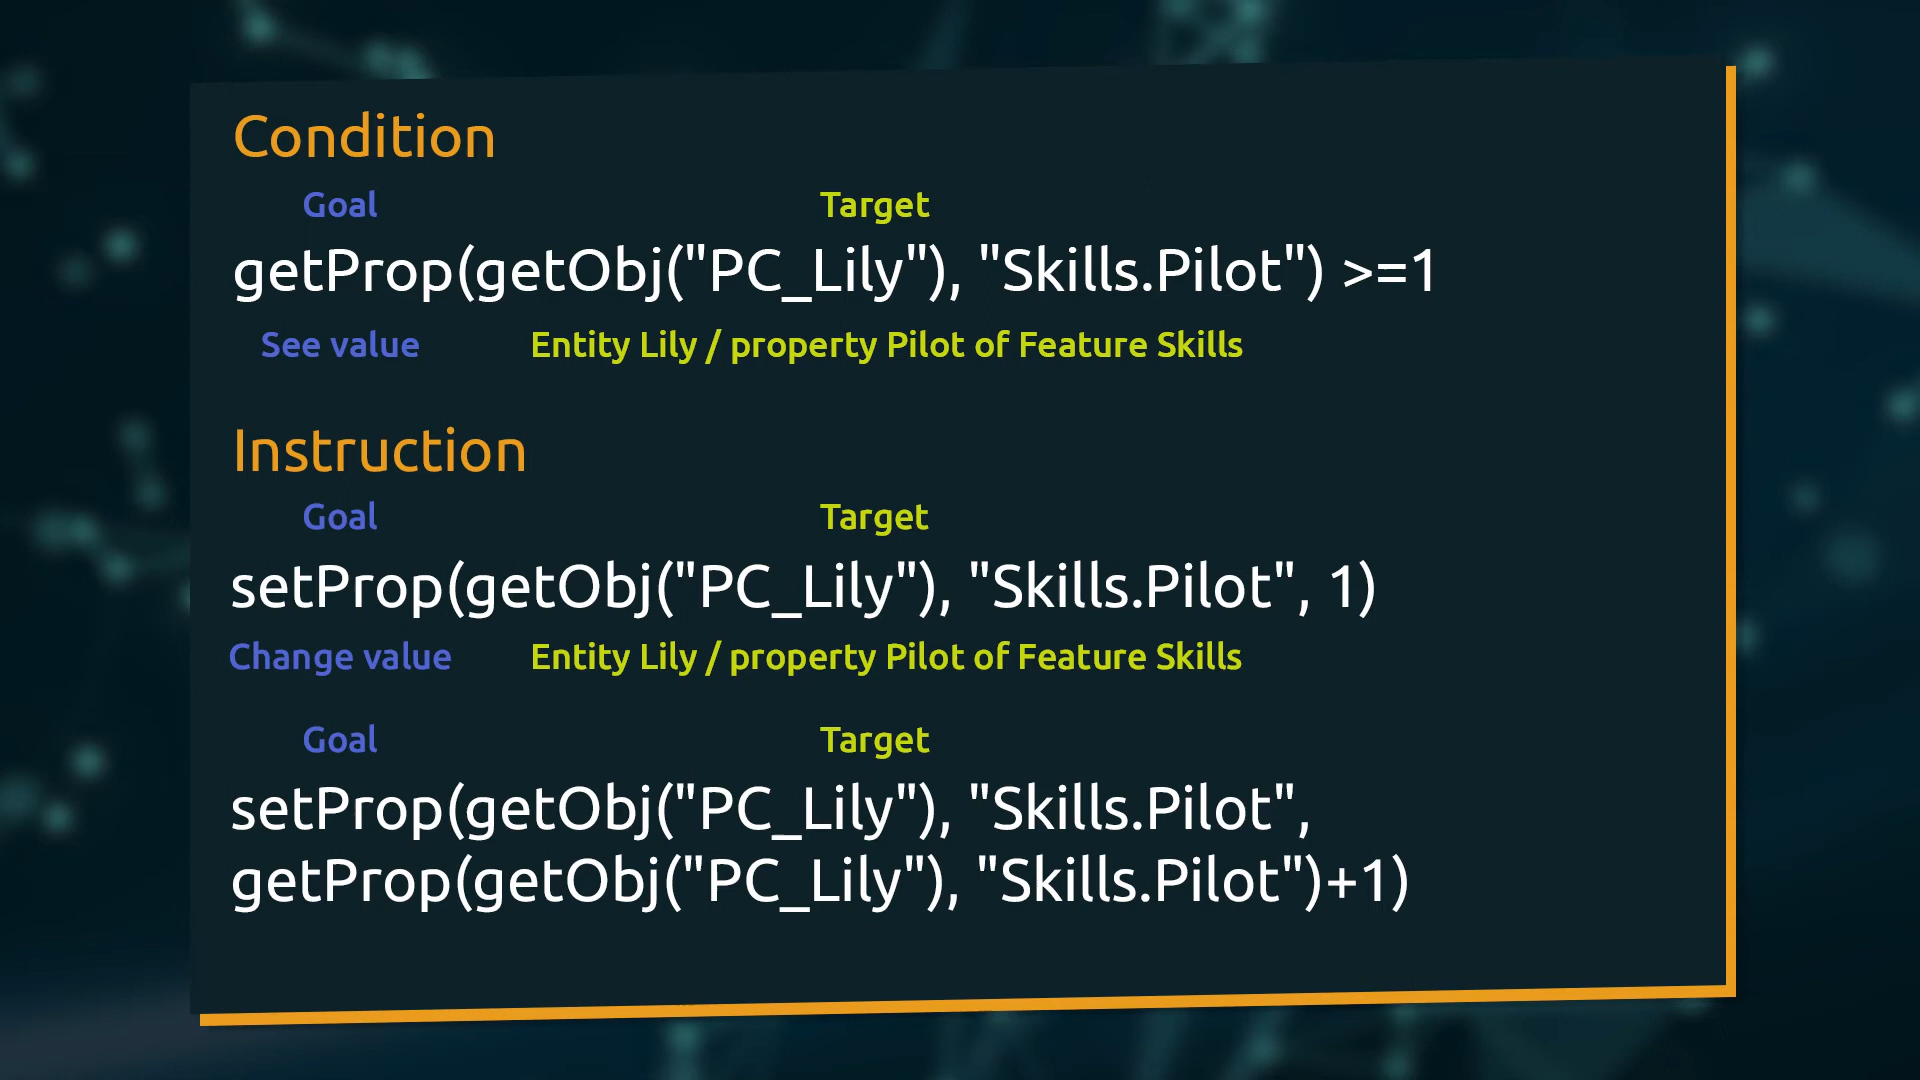 Condition
Goal Target
getProp(getObj("PC_Lily"), "Skills.Pilot") >=1
See value Entity Lily / property Pilot of Feature Skills
Instruction
Goal Target
setProp(getObj("PC_Lily"), "Skills.Pilot", 1)
Change value Entity Lily / property Pilot of Feature Skills
Goal Target
setProp(getObj("PC_Lily"), "Skills.Pilot",
getProp(getObj("PC_Lily"), "Skills.Pilot")+1)